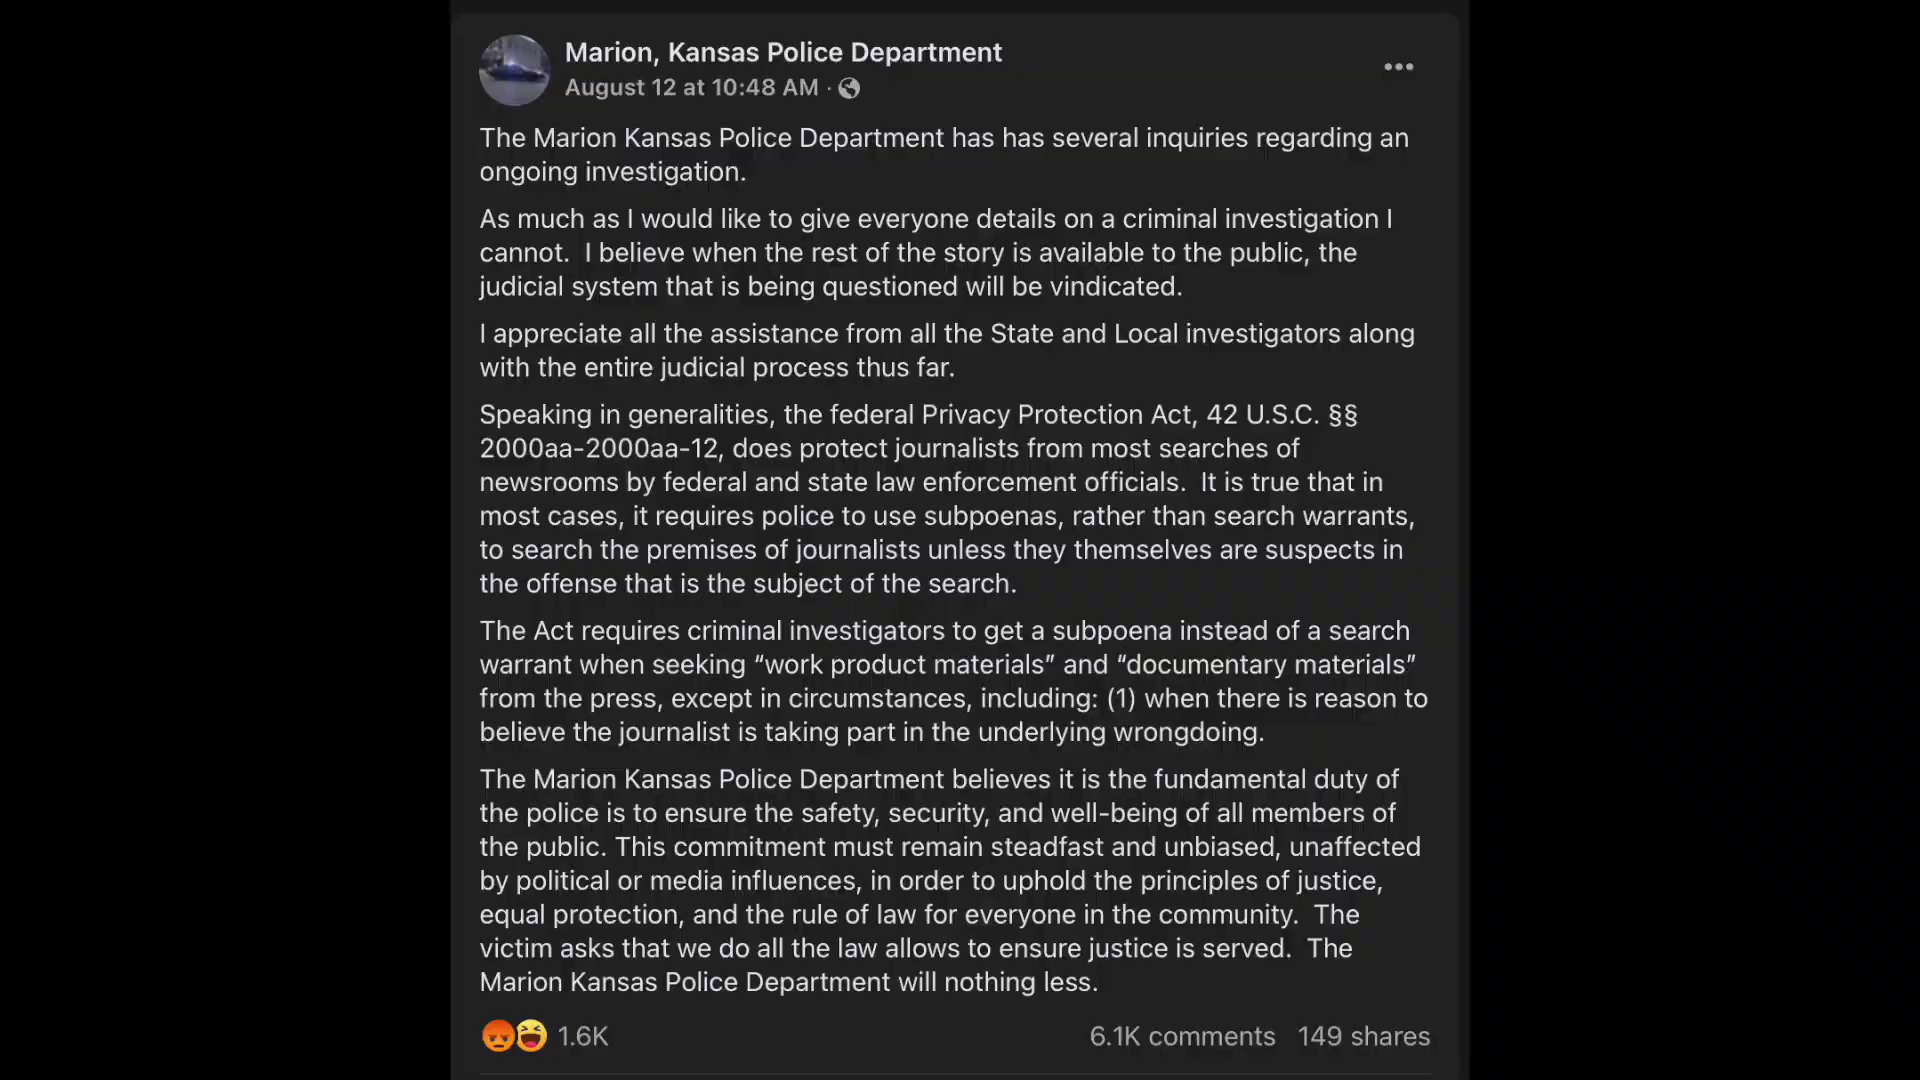 Marion, Kansas Police Department
August 12 at 10:48 AM ·
The Marion Kansas Police Department has has several inquiries regarding an
ongoing investigation.
As much as I would like to give everyone details on a criminal investigation I
cannot.  I believe when the rest of the story is available to the public, the
judicial system that is being questioned will be vindicated.
I appreciate all the assistance from all the State and Local investigators along
with the entire judicial process thus far.
Speaking in generalities, the federal Privacy Protection Act, 42 U.S.C. §§
2000aa-2000aa-12, does protect journalists from most searches of
newsrooms by federal and state law enforcement officials.  It is true that in
most cases, it requires police to use subpoenas, rather than search warrants,
to search the premises of journalists unless they themselves are suspects in
the offense that is the subject of the search.
The Act requires criminal investigators to get a subpoena instead of a search
warrant when seeking “work product materials” and “documentary materials”
from the press, except in circumstances, including: (1) when there is reason to
believe the journalist is taking part in the underlying wrongdoing.
The Marion Kansas Police Department believes it is the fundamental duty of
the police is to ensure the safety, security, and well-being of all members of
the public. This commitment must remain steadfast and unbiased, unaffected
by political or media influences, in order to uphold the principles of justice,
equal protection, and the rule of law for everyone in the community.  The
victim asks that we do all the law allows to ensure justice is served.  The
Marion Kansas Police Department will nothing less.
1.6K 6.1K comments 149 shares